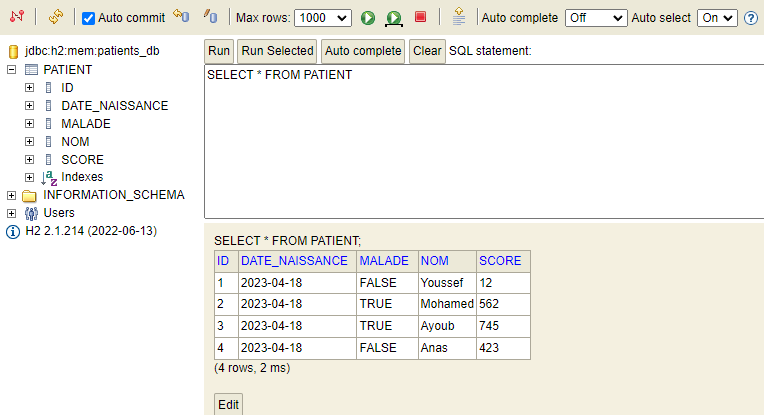 Auto commit Max rows: 1000 Auto complete Off Auto select On ?
jdbc:h2:mem:patients_db
PATIENT
ID
DATE_NAISSANCE
MALADE
NOM
SCORE
Indexes
INFORMATION_SCHEMA
Users
H2 2.1.214 (2022-06-13)
Run Run Selected Auto complete Clear SQL statement:
SELECT * FROM PATIENT
SELECT * FROM PATIENT;
ID DATE_NAISSANCE MALADE NOM SCORE
1 2023-04-18 FALSE Youssef 12
2 2023-04-18 TRUE Mohamed 562
3 2023-04-18 TRUE Ayoub 745
4 2023-04-18 FALSE Anas 423
(4 rows, 2 ms)
Edit